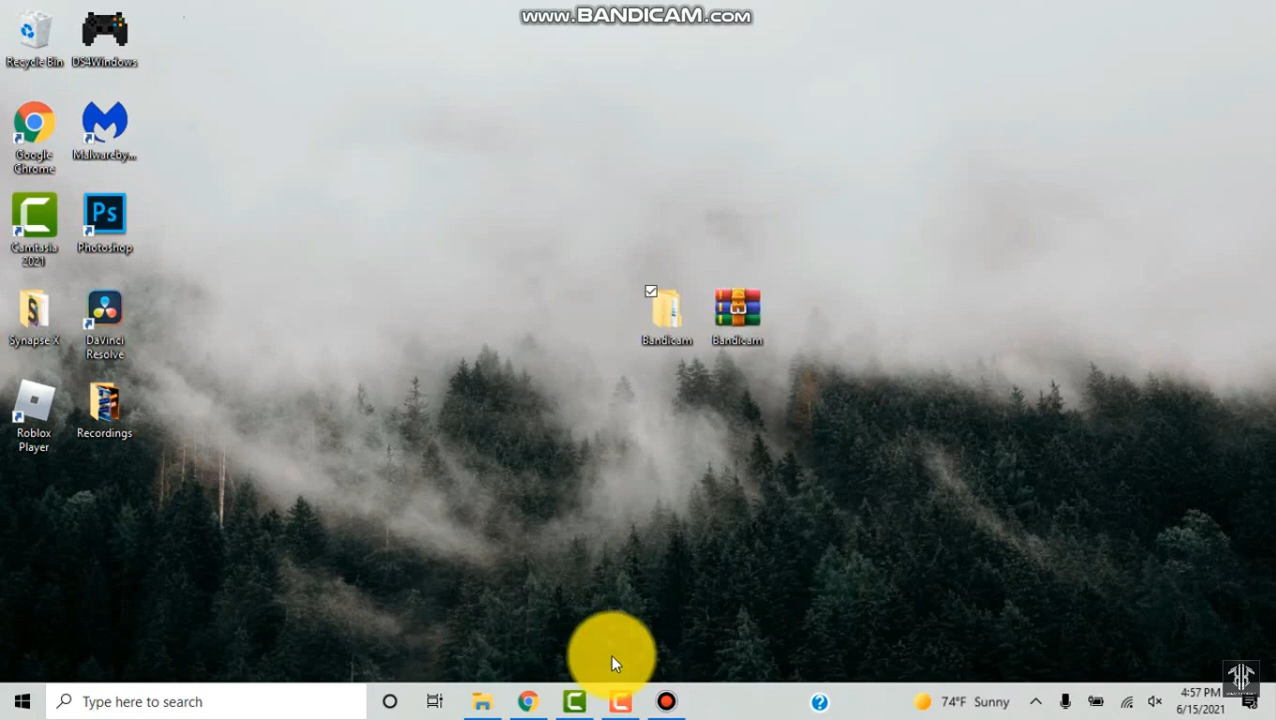 www.BANDICAM.com
Recycle Bin
DS4Windows
Google
Chrome
Malwareby...
Camtasia
2021
Ps
Photoshop
Synapse X
DaVinci
Resolve
Bandicam
Bandicam
Roblox
Player
Recordings
Type here to search
74°F Sunny
4:57 PM
6/15/2021